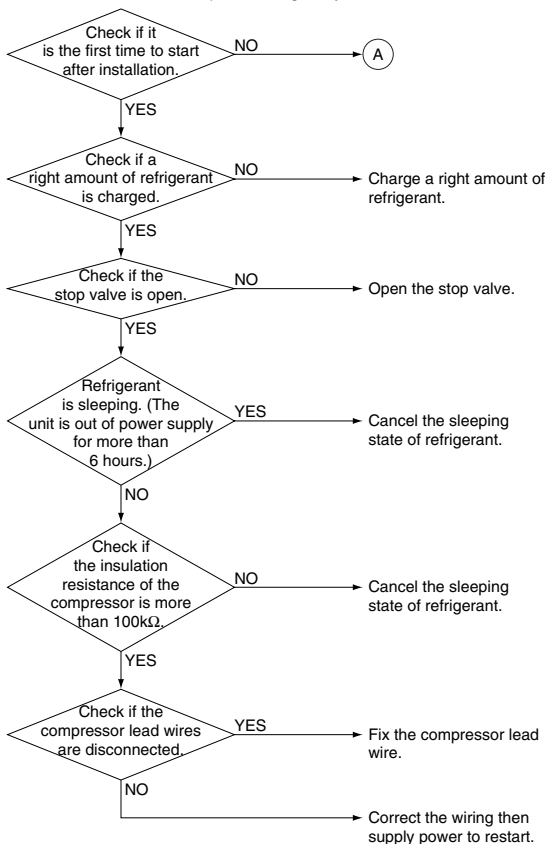 Check if it
is the first time to start
after installation.
NO
A
YES
Check if a
right amount of refrigerant
is charged.
NO
Charge a right amount of
refrigerant.
YES
Check if the
stop valve is open.
NO
Open the stop valve.
YES
Refrigerant
is sleeping. (The
unit is out of power supply
for more than
6 hours.)
YES
Cancel the sleeping
state of refrigerant.
NO
Check if
the insulation
resistance of the
compressor is more
than 100kΩ.
NO
Cancel the sleeping
state of refrigerant.
YES
Check if the
compressor lead wires
are disconnected.
YES
Fix the compressor lead
wire.
NO
Correct the wiring then
supply power to restart.